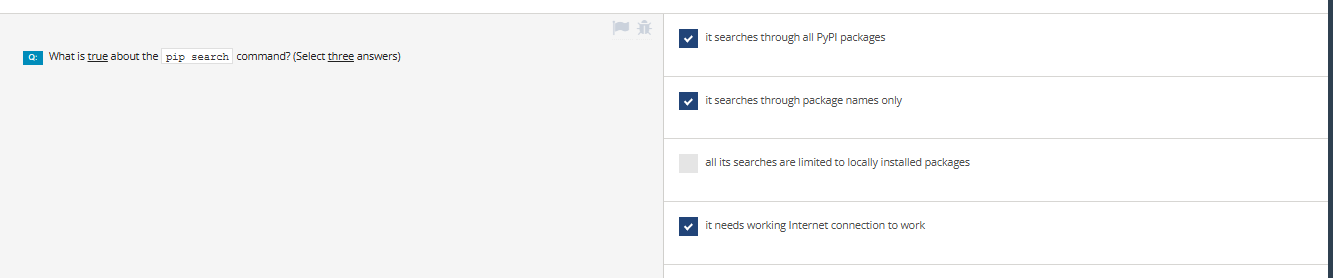 Q: What is true about the pip search command? (Select three answers)
it searches through all PyPI packages
it searches through package names only
all its searches are limited to locally installed packages
it needs working Internet connection to work